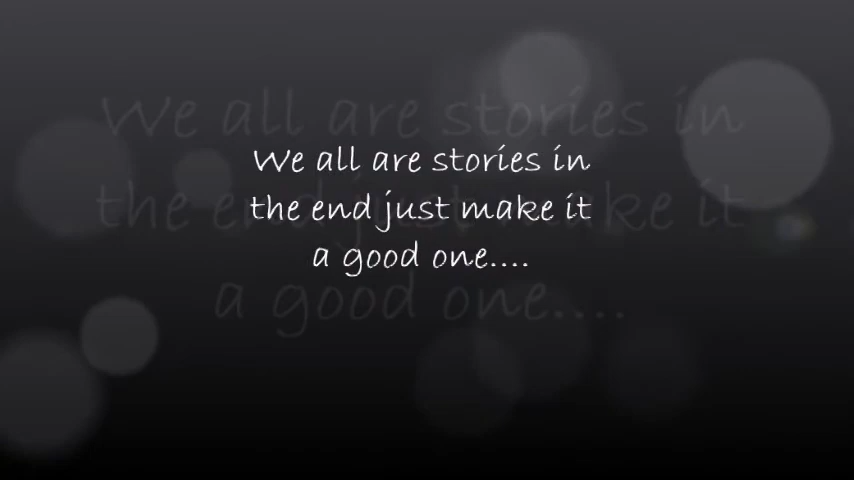 We all are stories in
the end just make it
a good one....